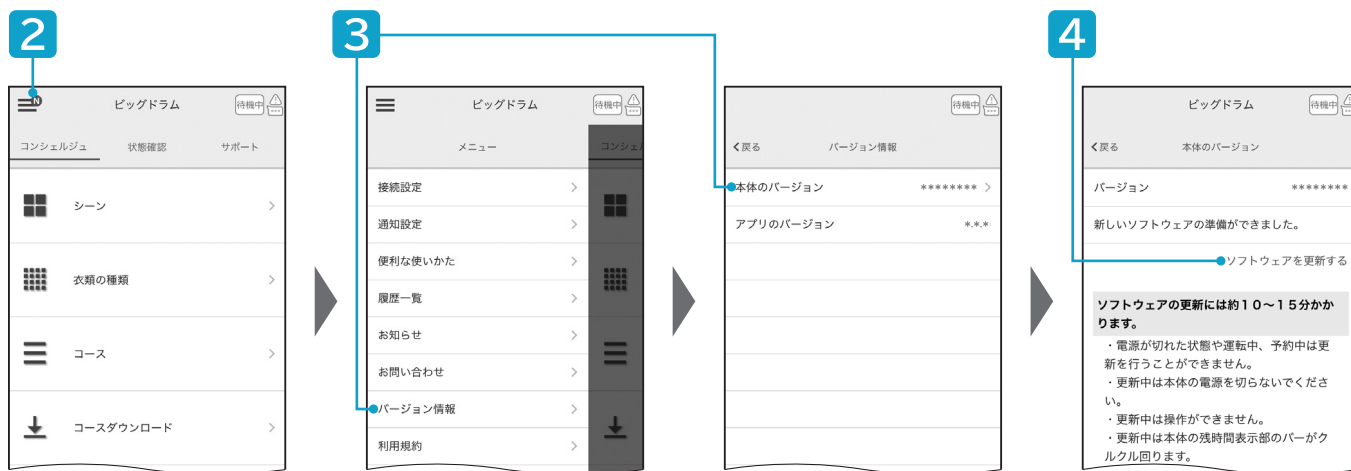 2
3
4
N
ビッグドラム
待機中
コンシェルジュ
状態確認
サポート
シーン
衣類の種類
コース
コースダウンロード
ビッグドラム
待機中
メニュー
コンシェル
接続設定
通知設定
便利な使いかた
履歴一覧
お知らせ
お問い合わせ
バージョン情報
利用規約
待機中
戻る
バージョン情報
本体のバージョン
********
アプリのバージョン
*.*.*
ビッグドラム
待機中
戻る
本体のバージョン
バージョン
********
新しいソフトウェアの準備ができました。
ソフトウェアを更新する
ソフトウェアの更新には約10~15分かか
ります。
・電源が切れた状態や運転中、予約中は更
新を行うことができません。
・更新中は本体の電源を切らないでくださ
い。
・更新中は操作ができません。
・更新中は本体の残時間表示部のバーがク
ルクル回ります。